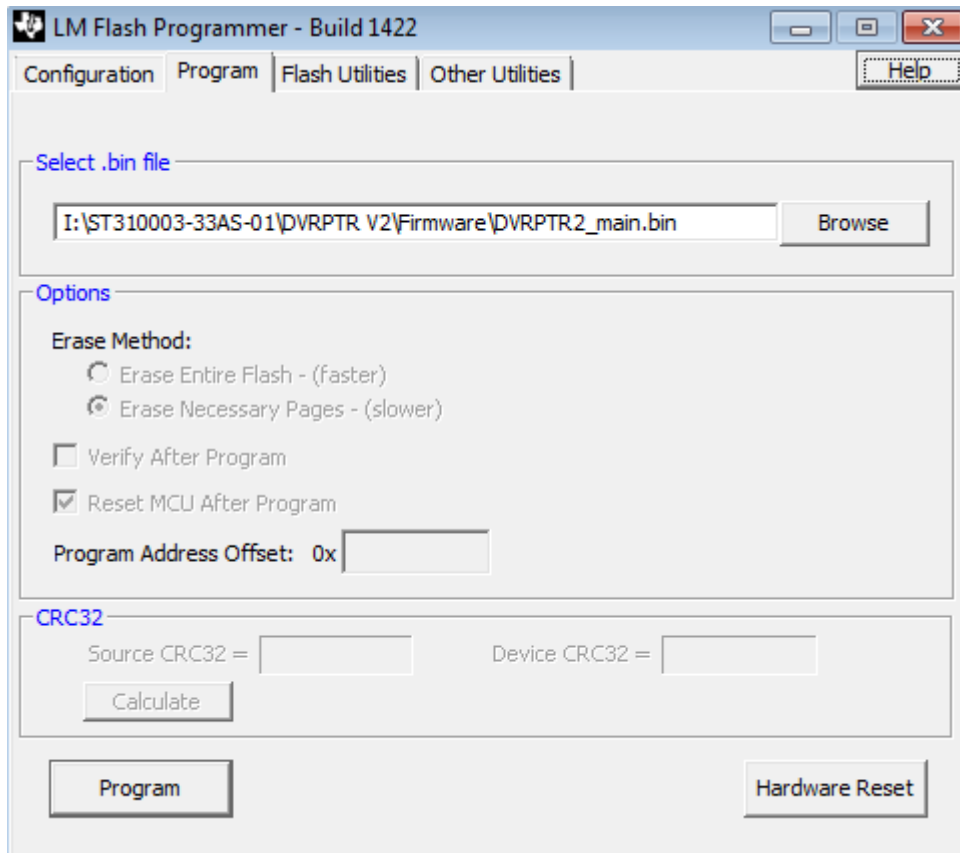 LM Flash Programmer - Build 1422
Configuration Program Flash Utilities Other Utilities Help
Select .bin file
I:\ST310003-33AS-01\DVRPTR V2\Firmware\DVRPTR2_main.bin Browse
Options
Erase Method:
Erase Entire Flash - (faster)
Erase Necessary Pages - (slower)
Verify After Program
Reset MCU After Program
Program Address Offset: 0x
CRC32
Source CRC32 = Device CRC32 =
Calculate
Program Hardware Reset